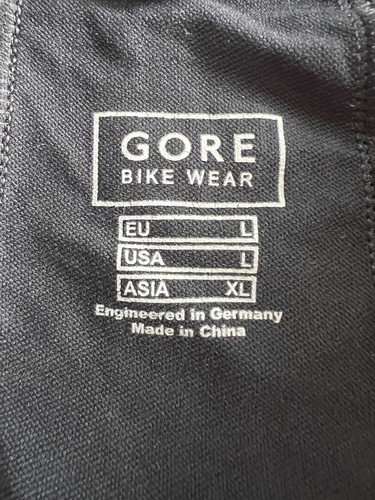 GORE
BIKE WEAR
EU L
USA L
ASIA XL
Engineered in Germany
Made in China